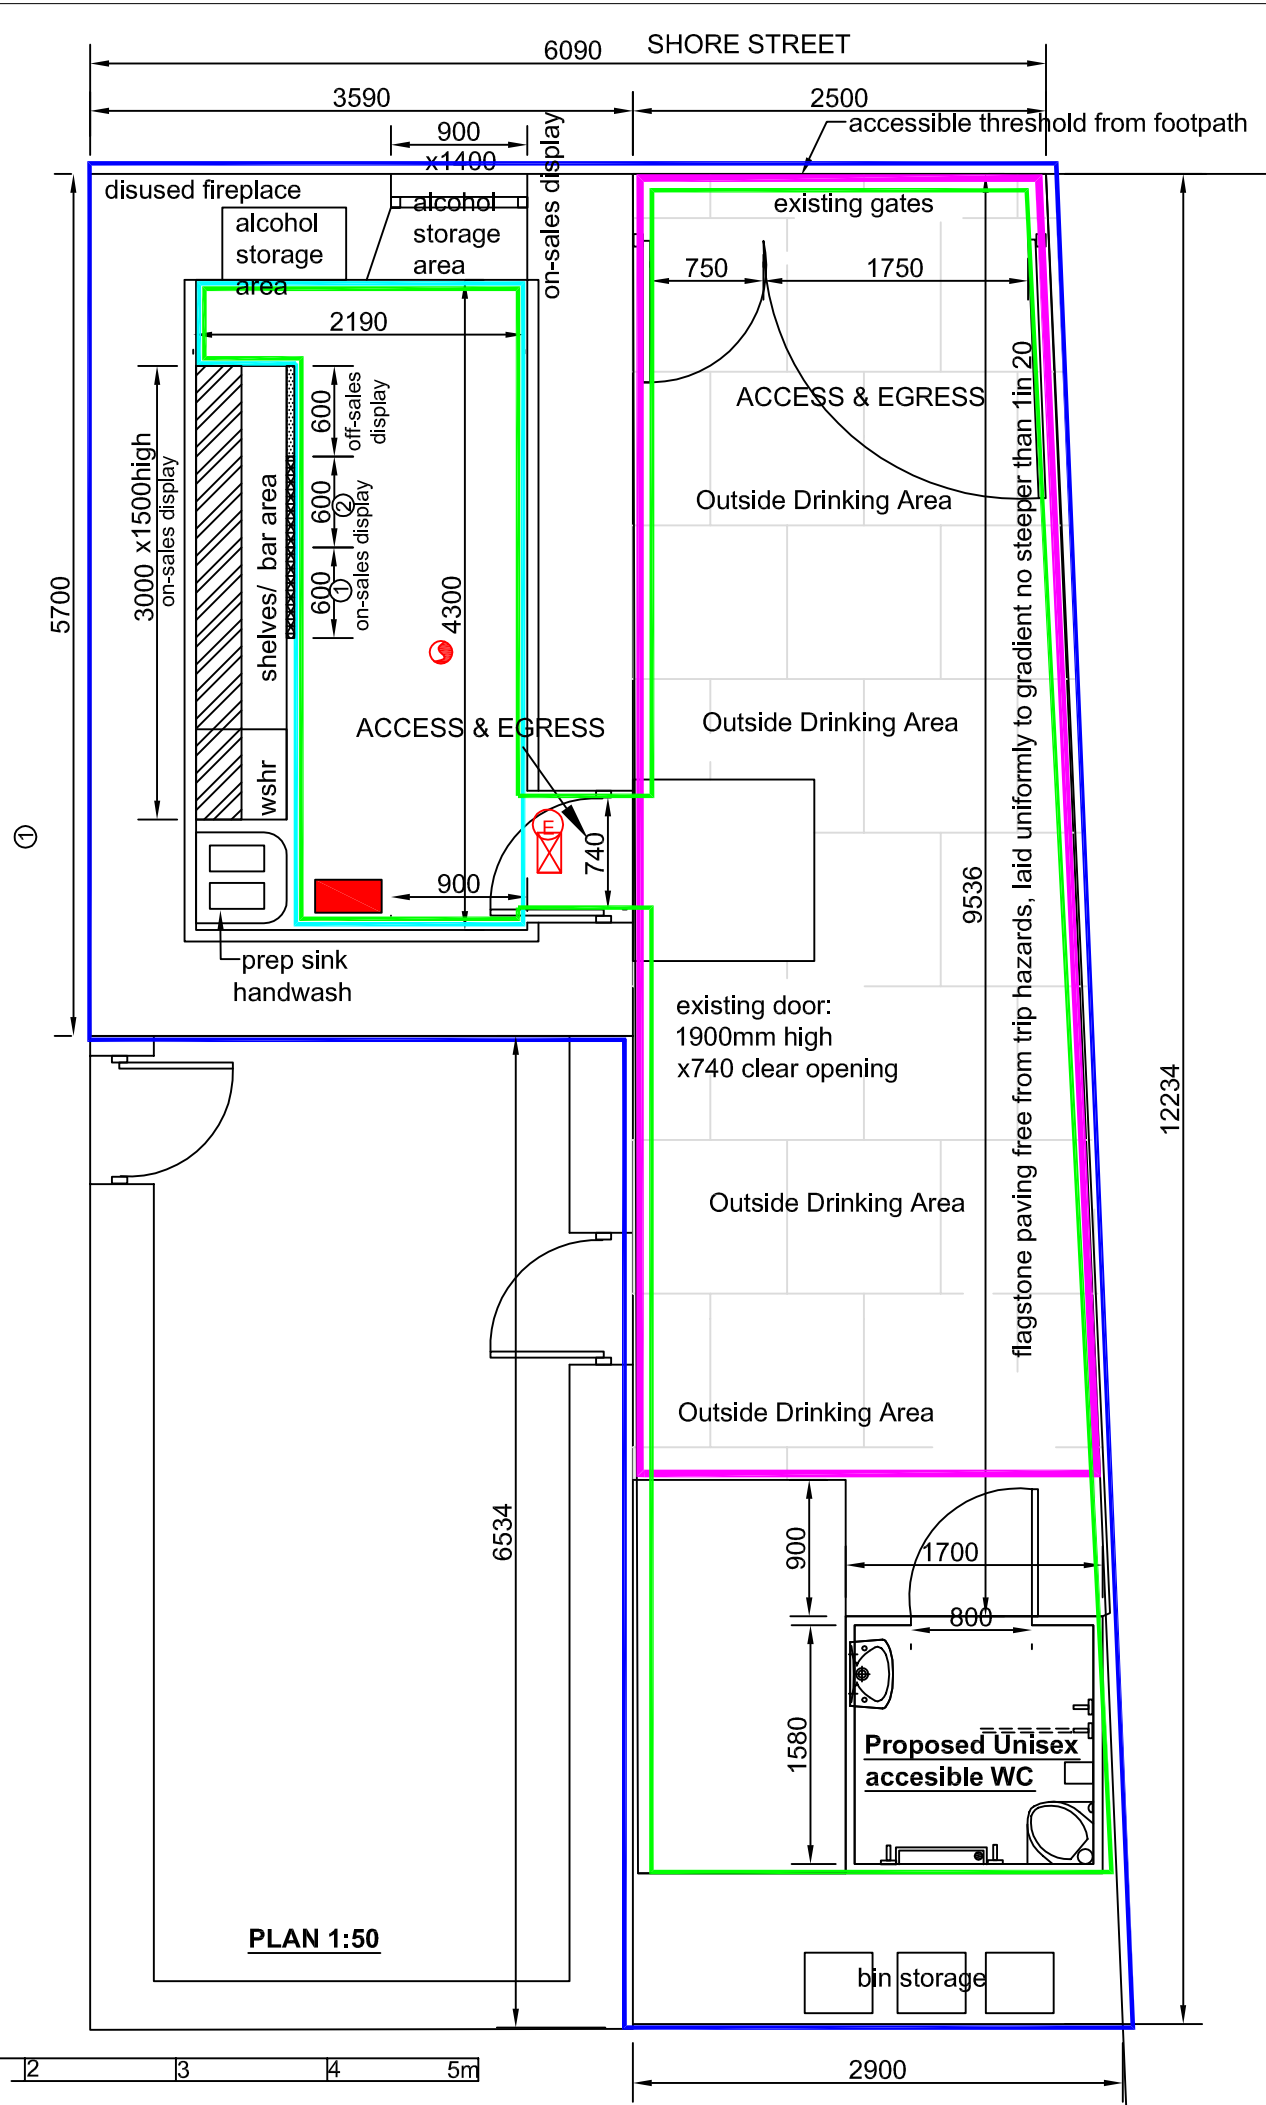 SHORE STREET
6090
3590
2500
accessible threshold from footpath
900
x1400
on-sales display
disused fireplace
alcohol
storage
area
alcohol
storage
area
existing gates
750
1750
2190
ACCESS & EGRESS
600
off-sales
display
600
②
600
①
on-sales display
3000 x1500high
on-sales display
shelves/ bar area
wshr
4300
5700
①
Outside Drinking Area
flagstone paving free from trip hazards, laid uniformly to gradient no steeper than 1in 20
ACCESS & EGRESS
Outside Drinking Area
E
740
900
9536
prep sink
handwash
existing door:
1900mm high
x740 clear opening
12234
Outside Drinking Area
Outside Drinking Area
6534
900
1700
800
1580
Proposed Unisex
accesible WC
PLAN 1:50
bin storage
2
3
4
5m
2900